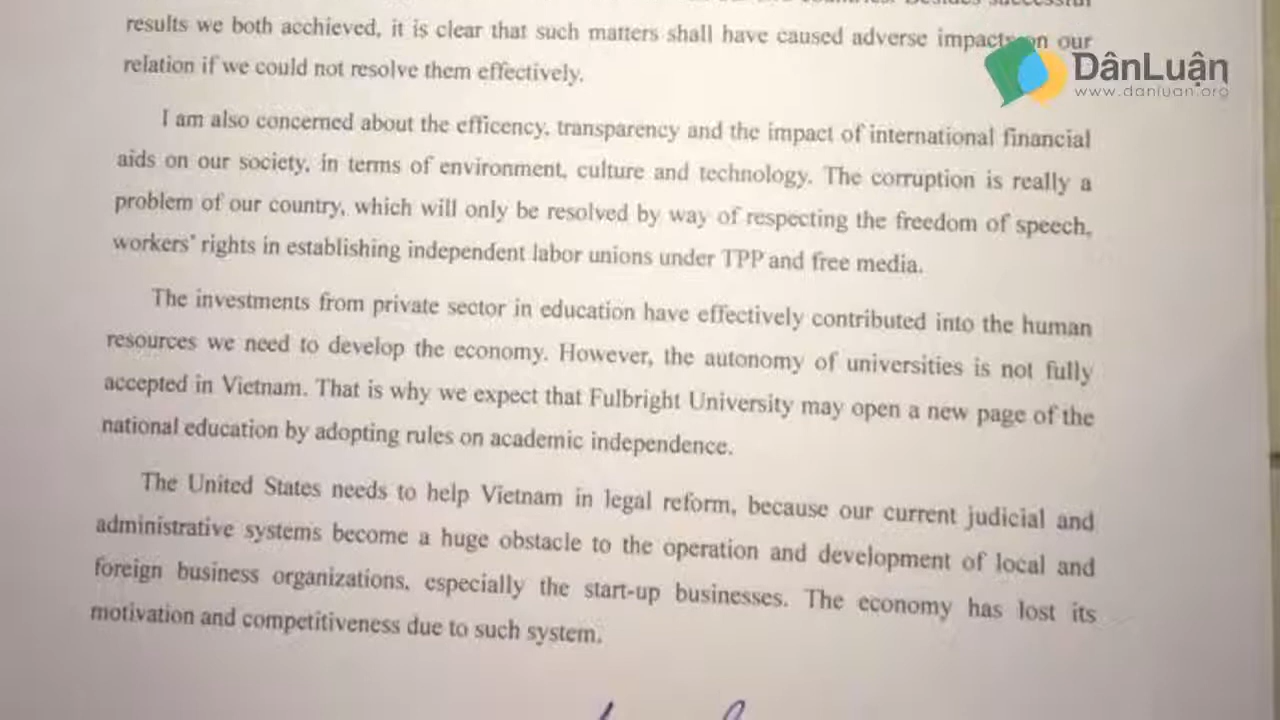 results we both acchieved, it is clear that such matters shall have caused adverse impacts on our
relation if we could not resolve them effectively.
I am also concerned about the efficency, transparency and the impact of international financial
aids on our society, in terms of environment, culture and technology. The corruption is really a
problem of our country, which will only be resolved by way of respecting the freedom of speech,
workers' rights in establishing independent labor unions under TPP and free media.
The investments from private sector in education have effectively contributed into the human
resources we need to develop the economy. However, the autonomy of universities is not fully
accepted in Vietnam. That is why we expect that Fulbright University may open a new page of the
national education by adopting rules on academic independence.
The United States needs to help Vietnam in legal reform, because our current judicial and
administrative systems become a huge obstacle to the operation and development of local and
foreign business organizations, especially the start-up businesses. The economy has lost its
motivation and competitiveness due to such system.
DânLuận
www.danluan.org